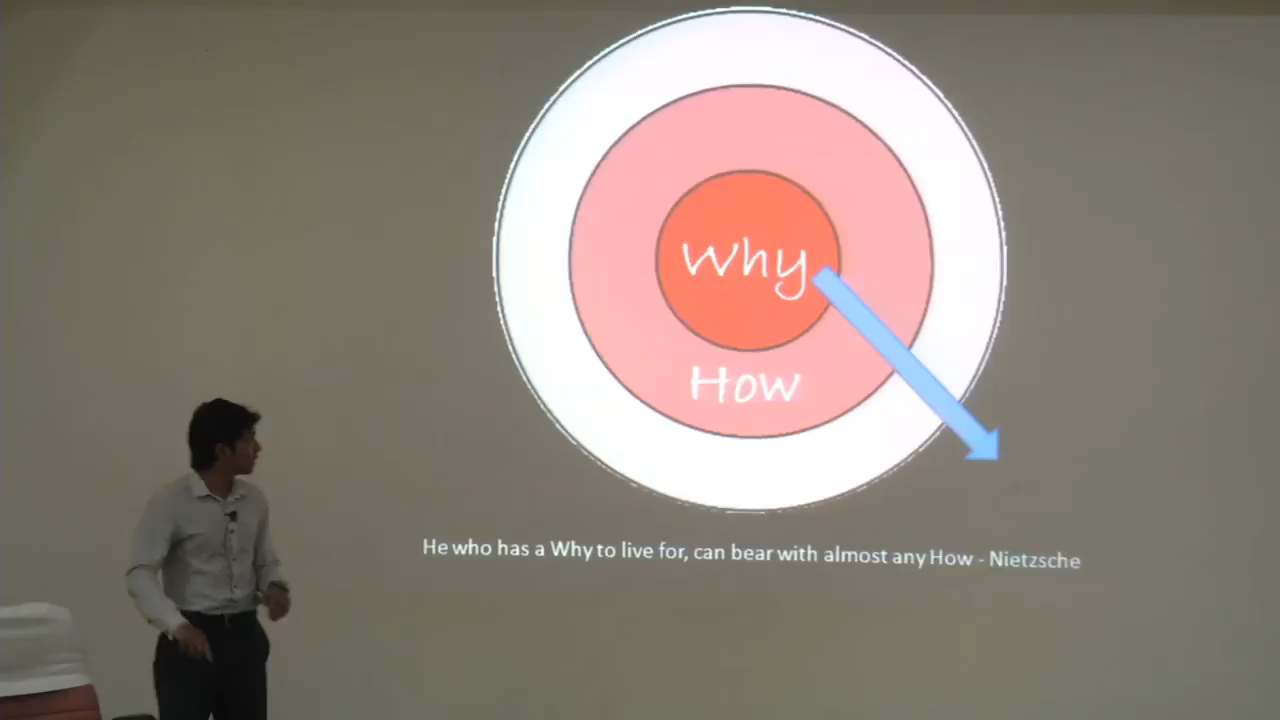 Why
How
He who has a Why to live for, can bear with almost any How - Nietzsche